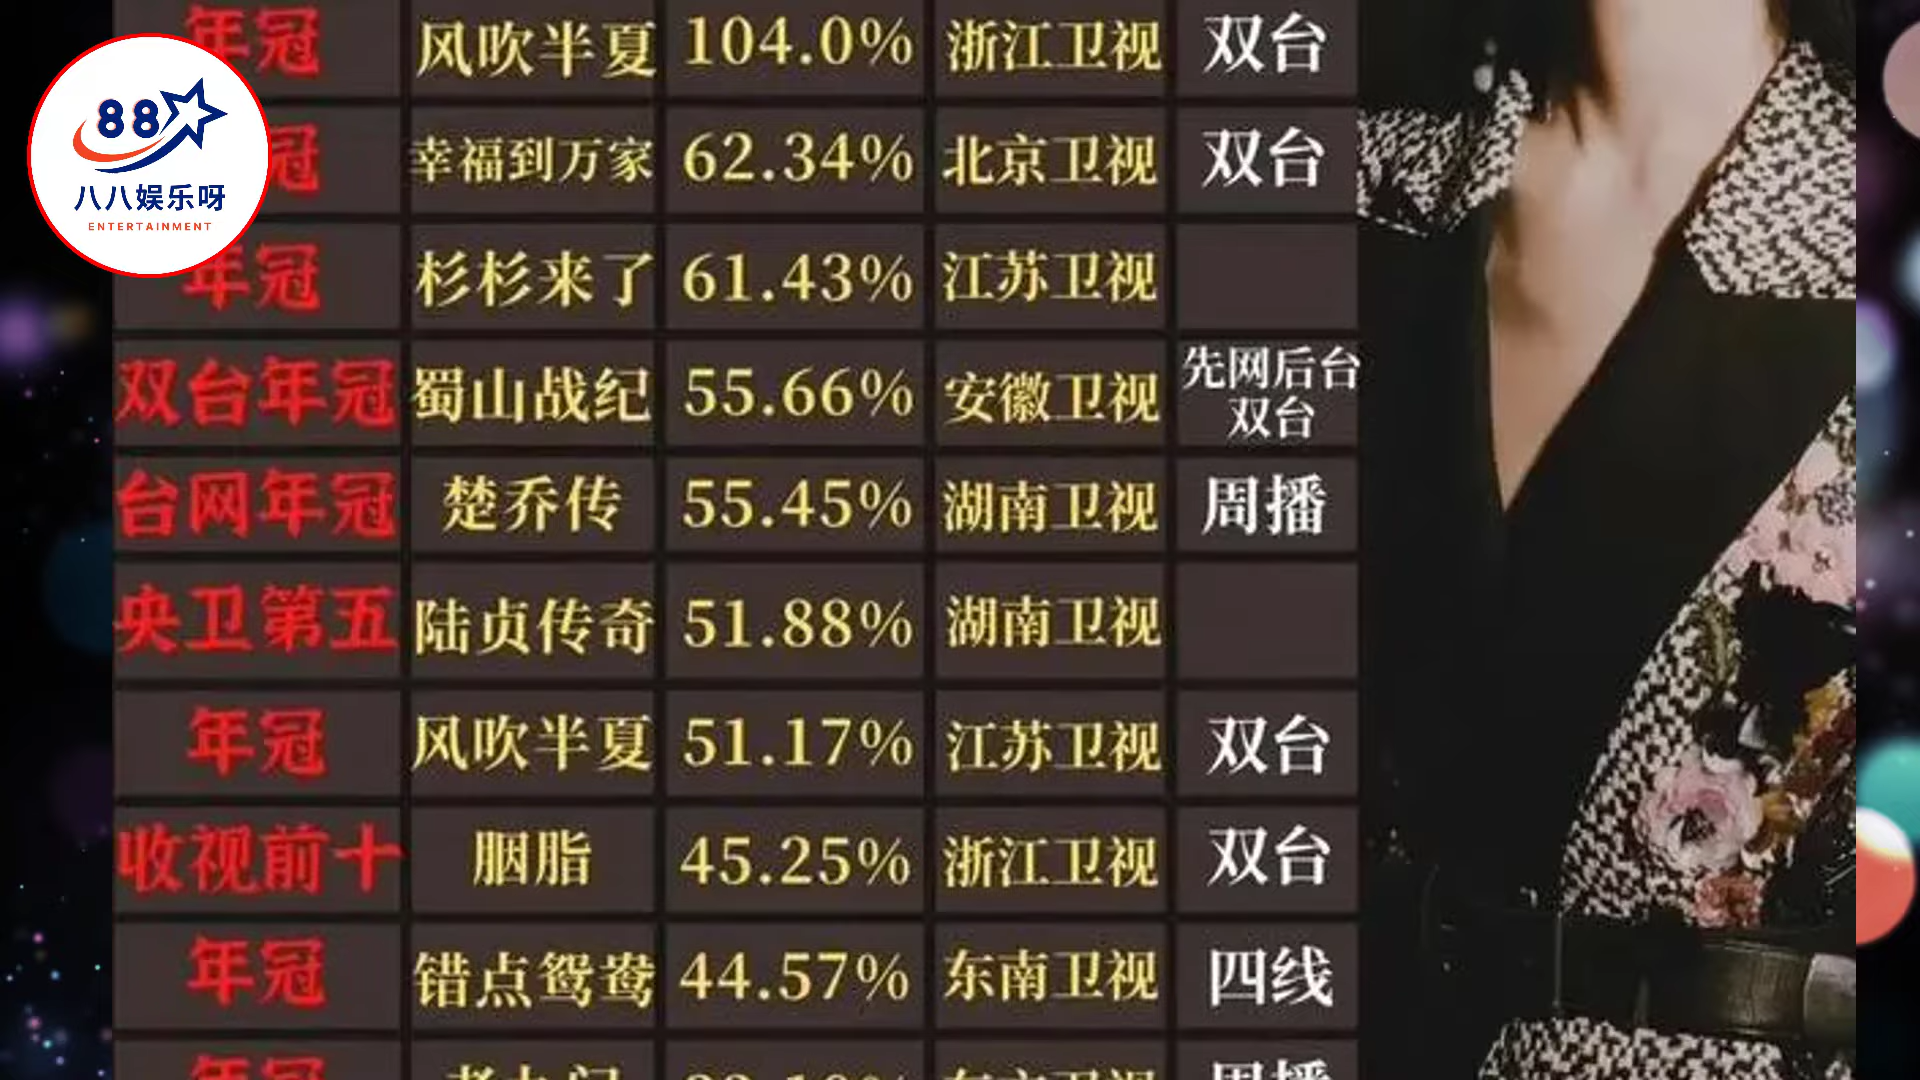 年冠 风吹半夏 104.0% 浙江卫视 双台
88
八八娱乐呀
ENTERTAINMENT
冠 幸福到万家 62.34% 北京卫视 双台
年冠 杉杉来了 61.43% 江苏卫视
双台年冠 蜀山战纪 55.66% 安徽卫视 先网后台
双台
台网年冠 楚乔传 55.45% 湖南卫视 周播
央卫第五 陆贞传奇 51.88% 湖南卫视
年冠 风吹半夏 51.17% 江苏卫视 双台
收视前十 胭脂 45.25% 浙江卫视 双台
年冠 错点鸳鸯 44.57% 东南卫视 四线
年冠 周播